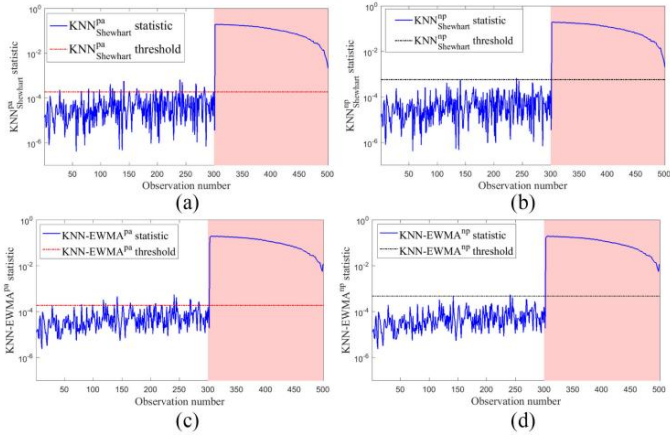 KNN^pa_Shewhart statistic
KNN^pa_Shewhart threshold
KNN^pa_Shewhart statistic
10^0
10^-2
10^-4
10^-6
50 100 150 200 250 300 350 400 450 500
Observation number
(a)
KNN^np_Shewhart statistic
KNN^np_Shewhart threshold
KNN^np_Shewhart statistic
10^0
10^-2
10^-4
10^-6
50 100 150 200 250 300 350 400 450 500
Observation number
(b)
KNN-EWMA^pa statistic
KNN-EWMA^pa threshold
KNN-EWMA^pa statistic
10^0
10^-2
10^-4
10^-6
50 100 150 200 250 300 350 400 450 500
Observation number
(c)
KNN-EWMA^np statistic
KNN-EWMA^np threshold
KNN-EWMA^np statistic
10^0
10^-2
10^-4
10^-6
50 100 150 200 250 300 350 400 450 500
Observation number
(d)